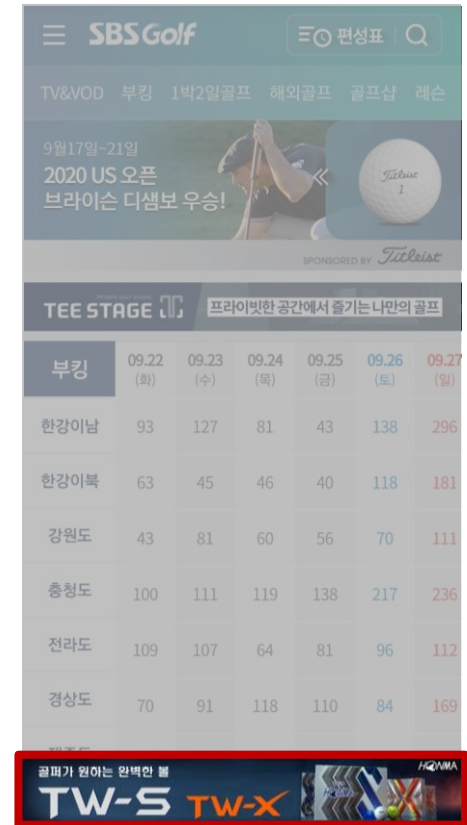 SBS Golf 편성표
TV&VOD 부킹 1박2일골프 해외골프 골프샵 레슨
9월17일~21일
2020 US 오픈
브라이슨 디섐보 우승!
Titleist
1
SPONSORED BY Titleist
TEE STAGE 프라이빗한 공간에서 즐기는 나만의 골프
부킹 09.22 09.23 09.24 09.25 09.26 09.27
(화) (수) (목) (금) (토) (일)
한강이남 93 127 81 43 138 296
한강이북 63 45 46 40 118 181
강원도 43 81 60 56 70 111
충청도 100 111 119 138 217 236
전라도 109 107 64 81 96 112
경상도 70 91 118 110 84 169
골퍼가 원하는 완벽한 볼 HONMA
TW-S TW-X